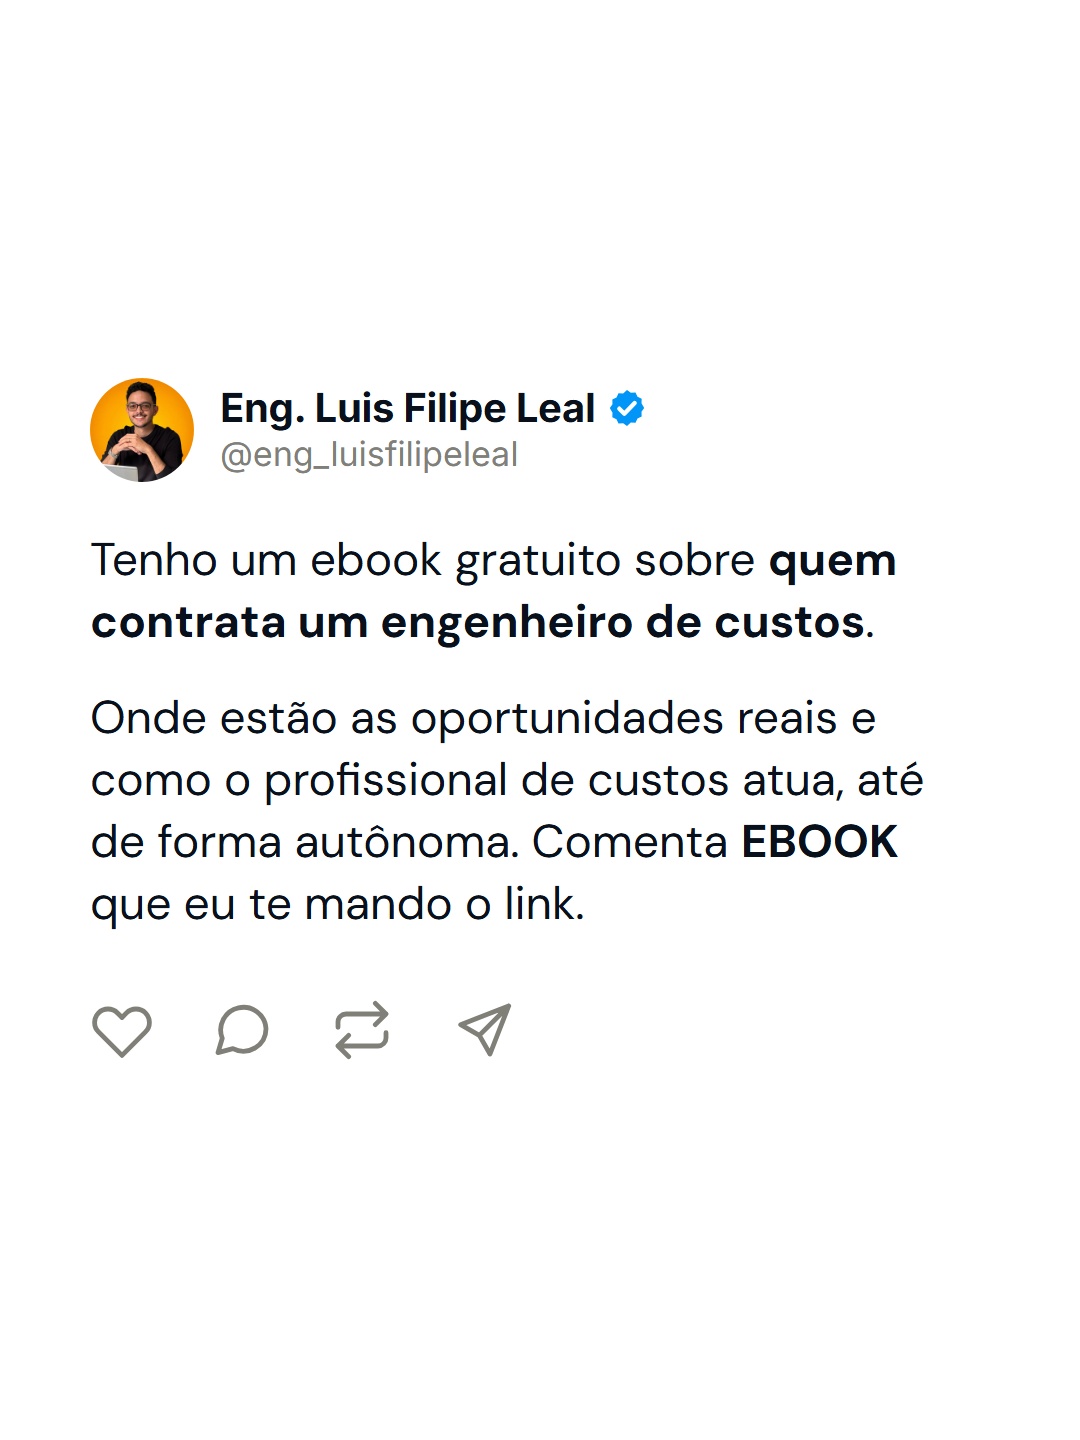 Eng. Luis Filipe Leal
@eng_luisfilipeleal
Tenho um ebook gratuito sobre quem
contrata um engenheiro de custos.
Onde estão as oportunidades reais e
como o profissional de custos atua, até
de forma autônoma. Comenta EBOOK
que eu te mando o link.